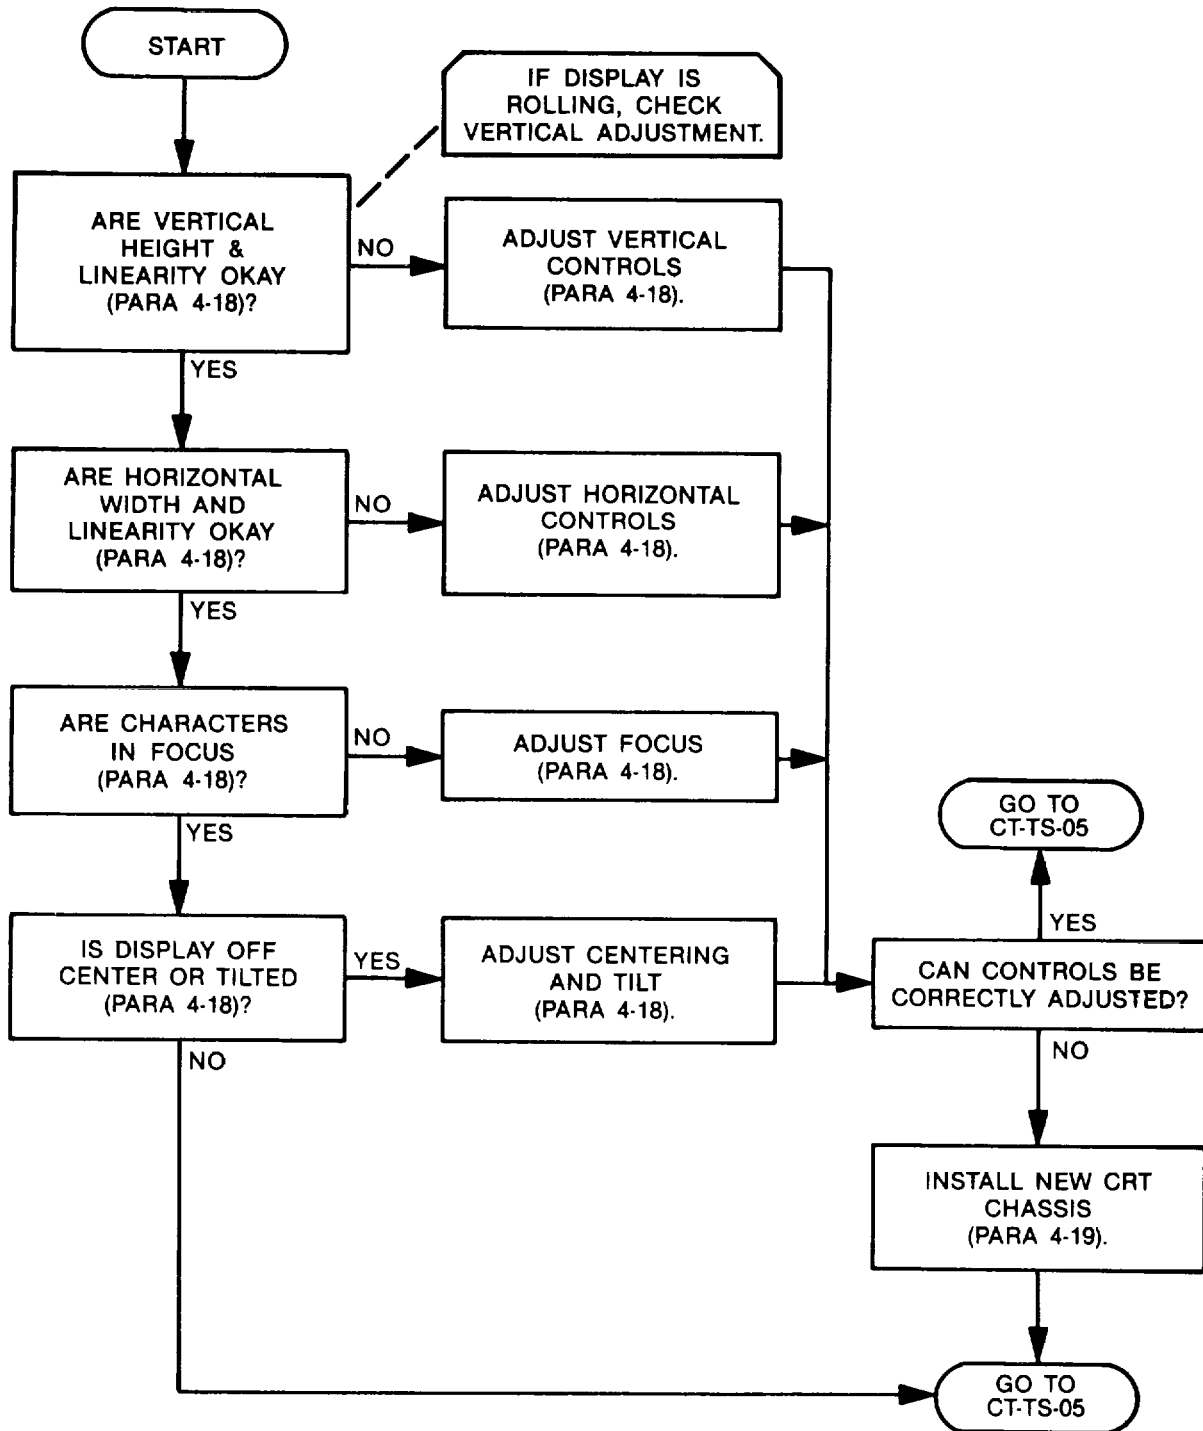 START
IF DISPLAY IS
ROLLING, CHECK
VERTICAL ADJUSTMENT.
ARE VERTICAL
HEIGHT &
LINEARITY OKAY
(PARA 4-18)?
NO
ADJUST VERTICAL
CONTROLS
(PARA 4-18).
YES
ARE HORIZONTAL
WIDTH AND
LINEARITY OKAY
(PARA 4-18)?
NO
ADJUST HORIZONTAL
CONTROLS
(PARA 4-18).
YES
ARE CHARACTERS
IN FOCUS
(PARA 4-18)?
NO
ADJUST FOCUS
(PARA 4-18).
YES
GO TO
CT-TS-05
YES
IS DISPLAY OFF
CENTER OR TILTED
(PARA 4-18)?
YES
ADJUST CENTERING
AND TILT
(PARA 4-18).
CAN CONTROLS BE
CORRECTLY ADJUSTED?
NO
NO
INSTALL NEW CRT
CHASSIS
(PARA 4-19).
GO TO
CT-TS-05